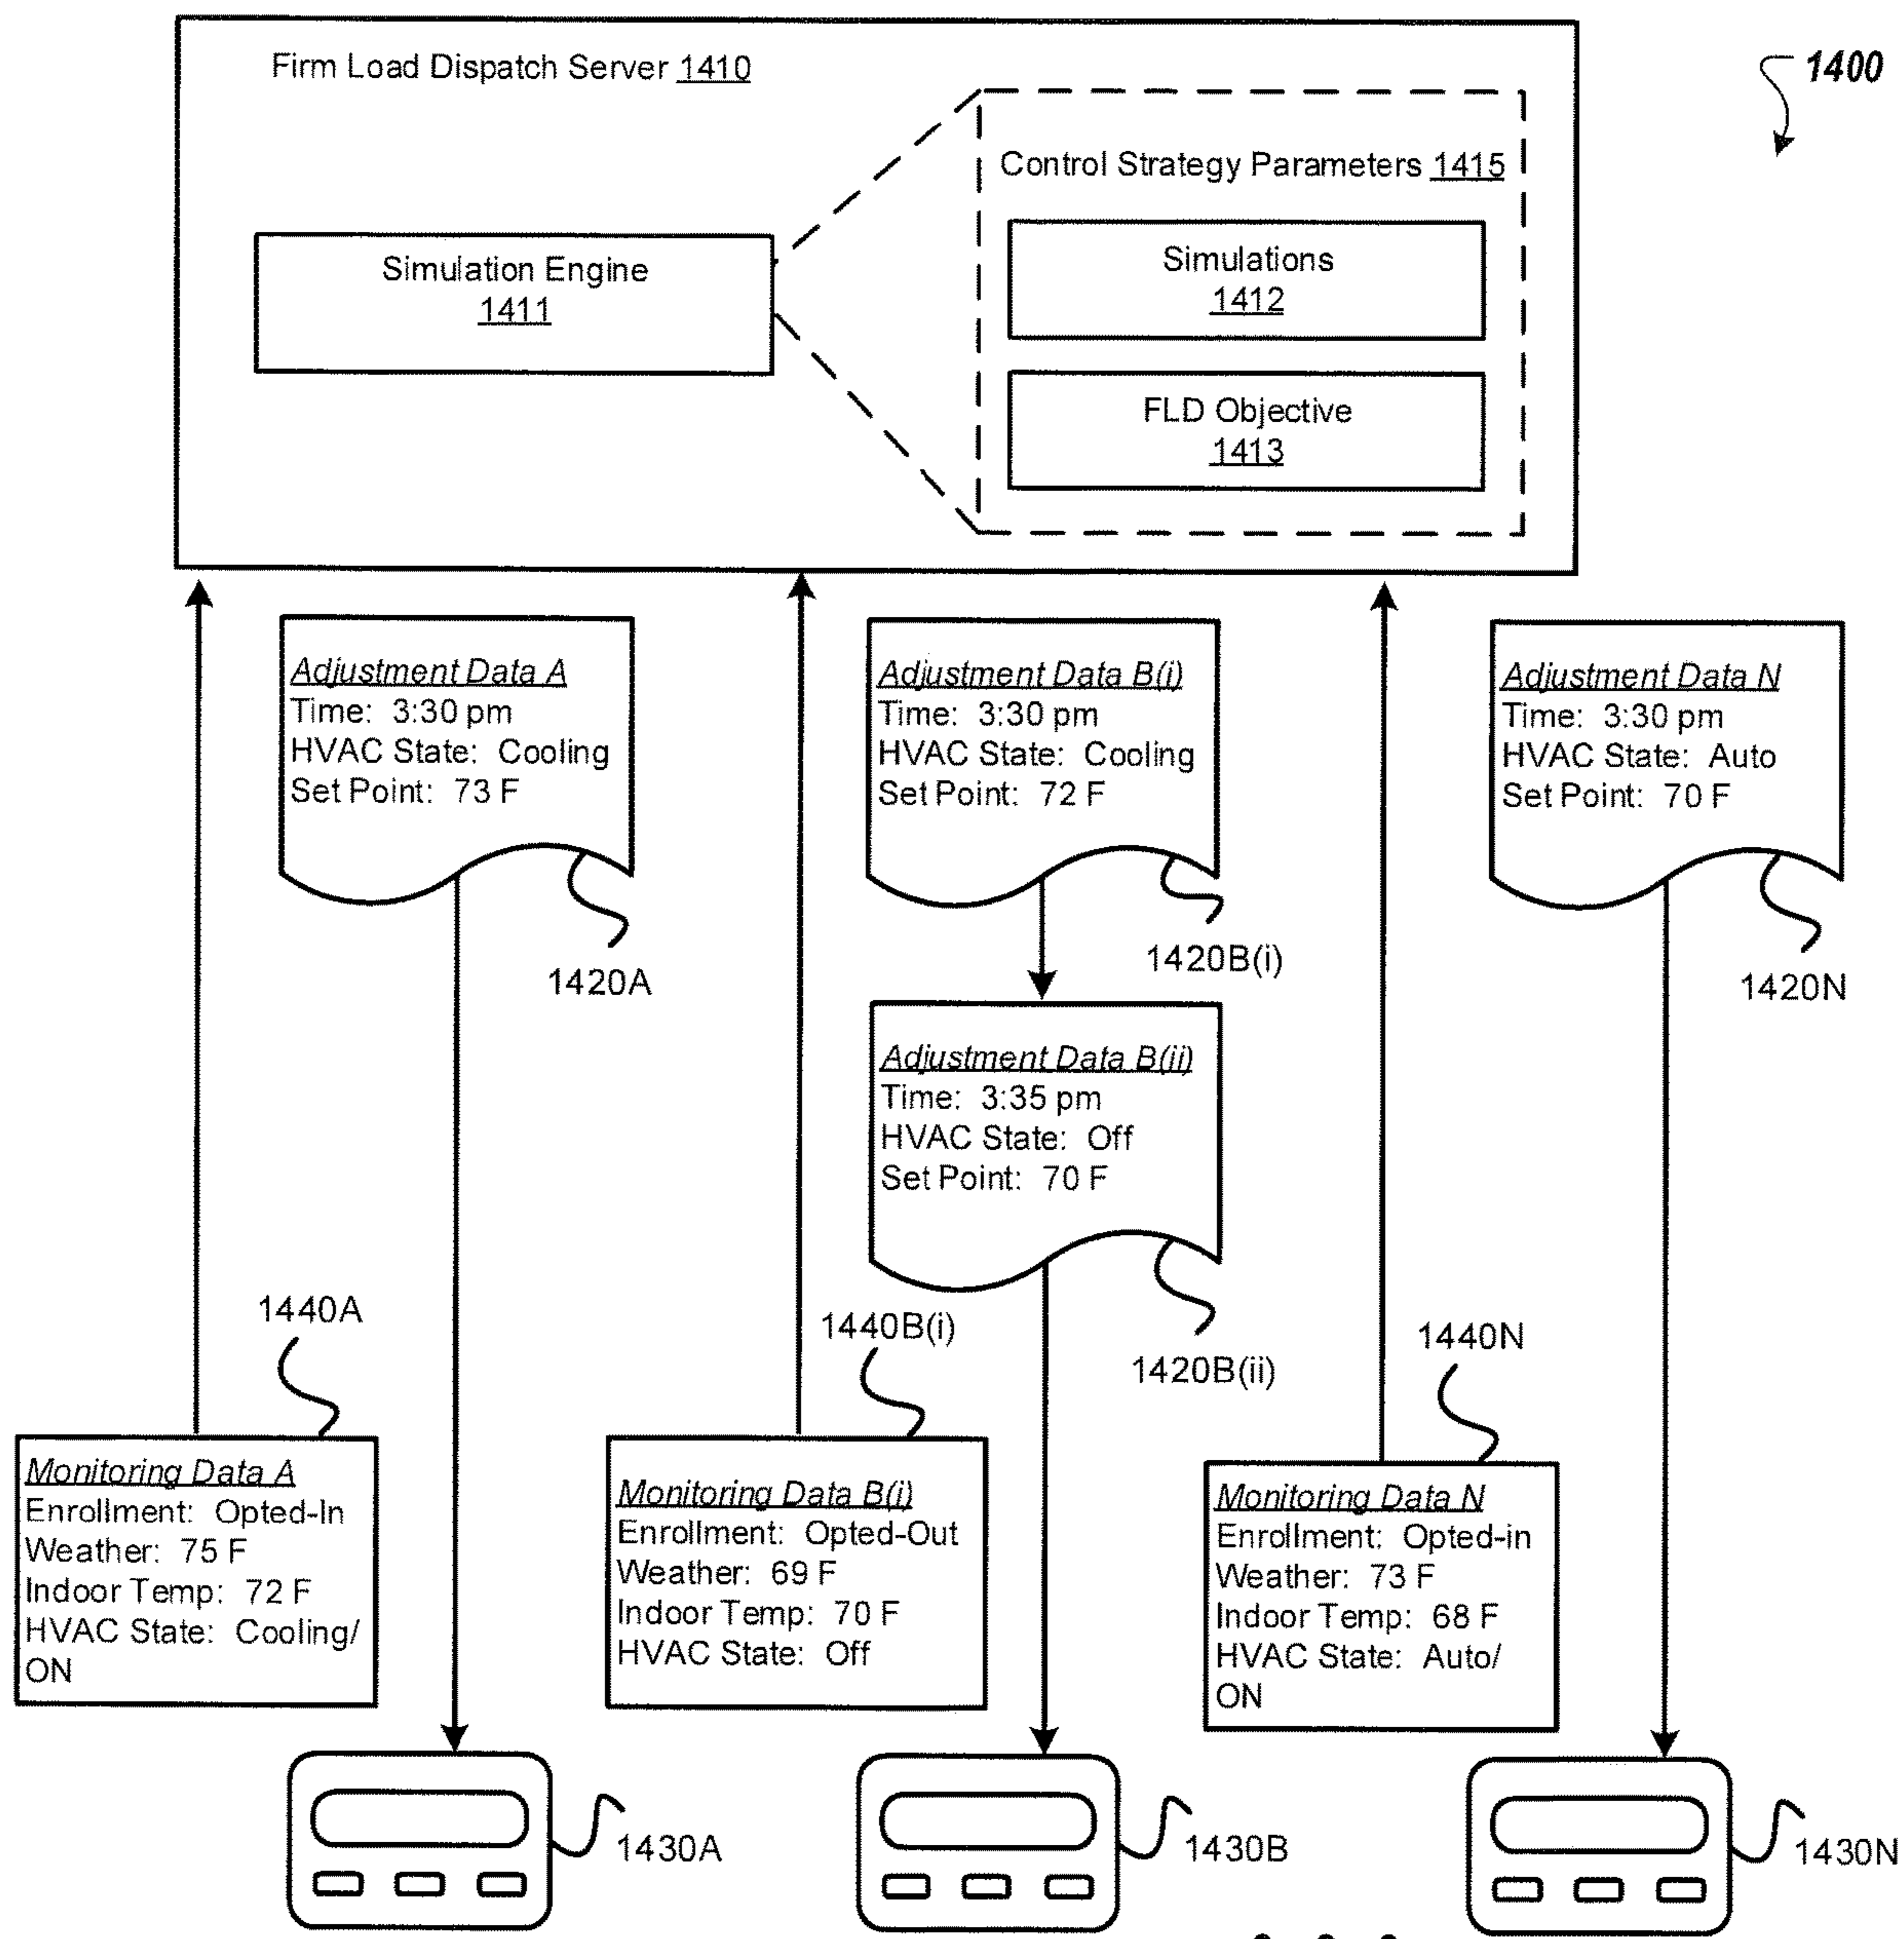 Firm Load Dispatch Server 1410
1400
Control Strategy Parameters 1415
Simulation Engine
1411
Simulations
1412
FLD Objective
1413
Adjustment Data A
Time: 3:30 pm
HVAC State: Cooling
Set Point: 73 F
1420A
Adjustment Data B(i)
Time: 3:30 pm
HVAC State: Cooling
Set Point: 72 F
1420B(i)
Adjustment Data N
Time: 3:30 pm
HVAC State: Auto
Set Point: 70 F
1420N
Adjustment Data B(ii)
Time: 3:35 pm
HVAC State: Off
Set Point: 70 F
1420B(ii)
1440A
Monitoring Data A
Enrollment: Opted-In
Weather: 75 F
Indoor Temp: 72 F
HVAC State: Cooling/
ON
1440B(i)
Monitoring Data B(i)
Enrollment: Opted-Out
Weather: 69 F
Indoor Temp: 70 F
HVAC State: Off
1440N
Monitoring Data N
Enrollment: Opted-in
Weather: 73 F
Indoor Temp: 68 F
HVAC State: Auto/
ON
1430A
1430B
1430N